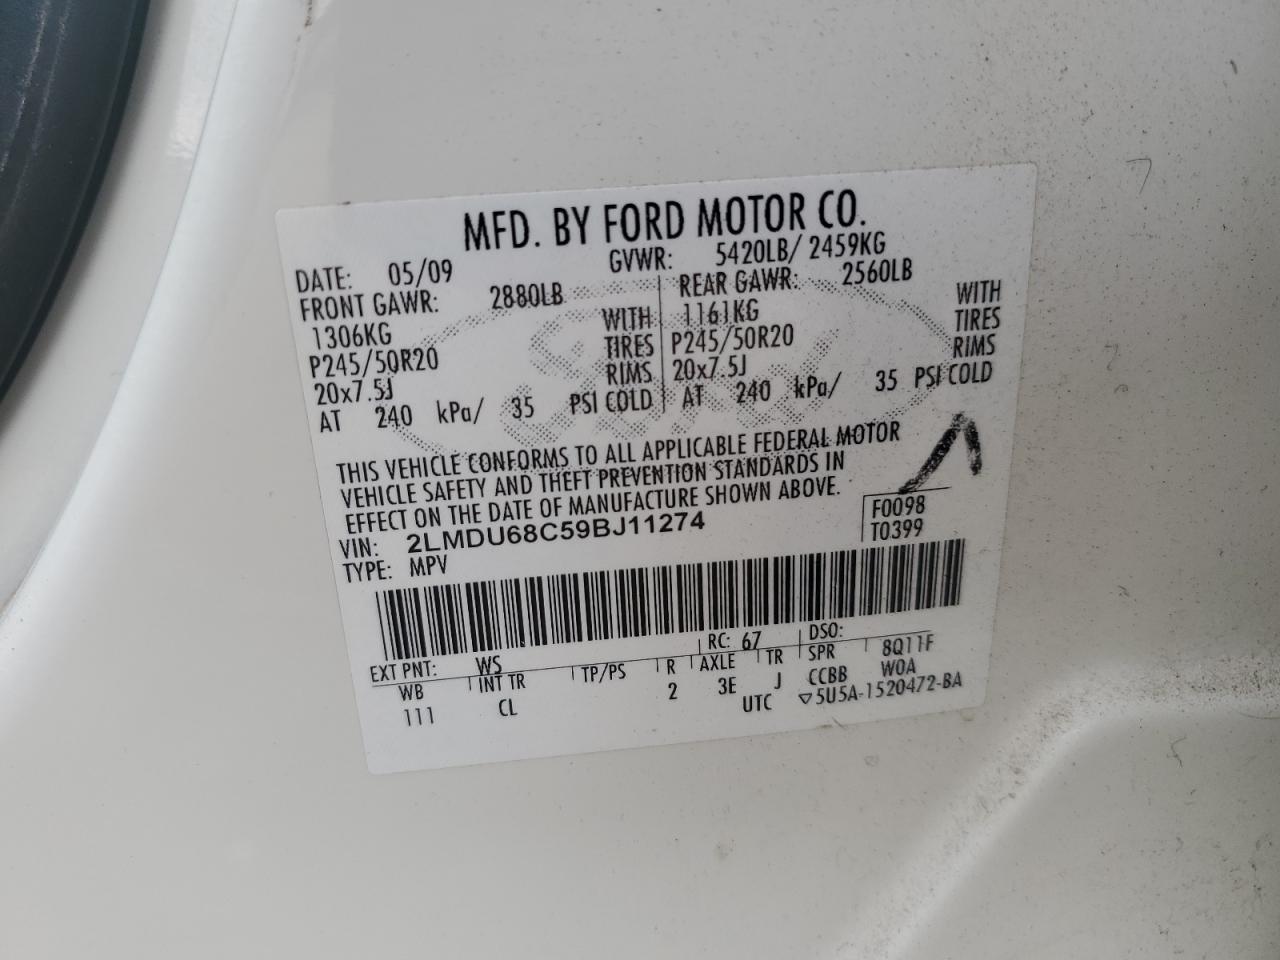 MFD. BY FORD MOTOR CO.
DATE: 05/09 GVWR: 5420LB/ 2459KG
FRONT GAWR: 2880LB REAR GAWR: 2560LB
1306KG WITH 1161KG WITH
P245/50R20 TIRES P245/50R20 TIRES
20x7.5J RIMS 20x7.5J RIMS
AT 240 kPa/ 35 PSI COLD AT 240 kPa/ 35 PSI COLD
THIS VEHICLE CONFORMS TO ALL APPLICABLE FEDERAL MOTOR
VEHICLE SAFETY AND THEFT PREVENTION STANDARDS IN
EFFECT ON THE DATE OF MANUFACTURE SHOWN ABOVE.
F0098
VIN: 2LMDU68C59BJ11274 T0399
TYPE: MPV
EXT PNT: WS RC: 67 DSO:
WB INT TR TP/PS R AXLE TR SPR 8Q11F
111 CL 2 3E J CCBB W0A
UTC ▽5U5A-1520472-BA